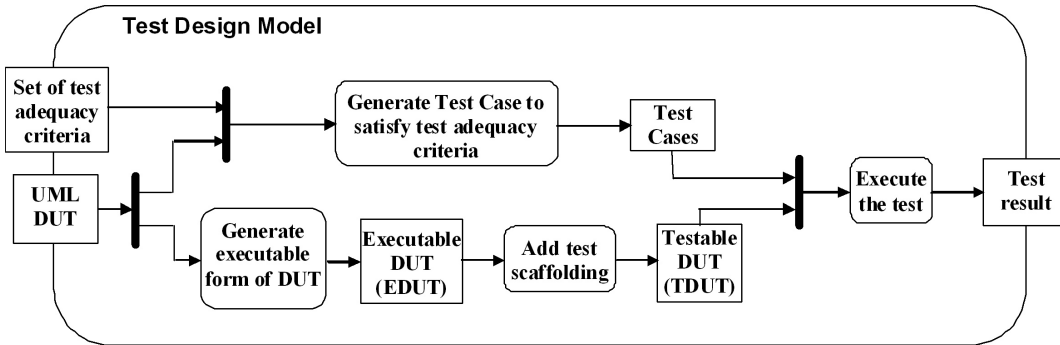 Test Design Model
Set of test
adequacy
criteria
Generate Test Case to
satisfy test adequacy
criteria
Test
Cases
UML
DUT
Generate
executable
form of DUT
Executable
DUT
(EDUT)
Add test
scaffolding
Testable
DUT
(TDUT)
Execute
the test
Test
result